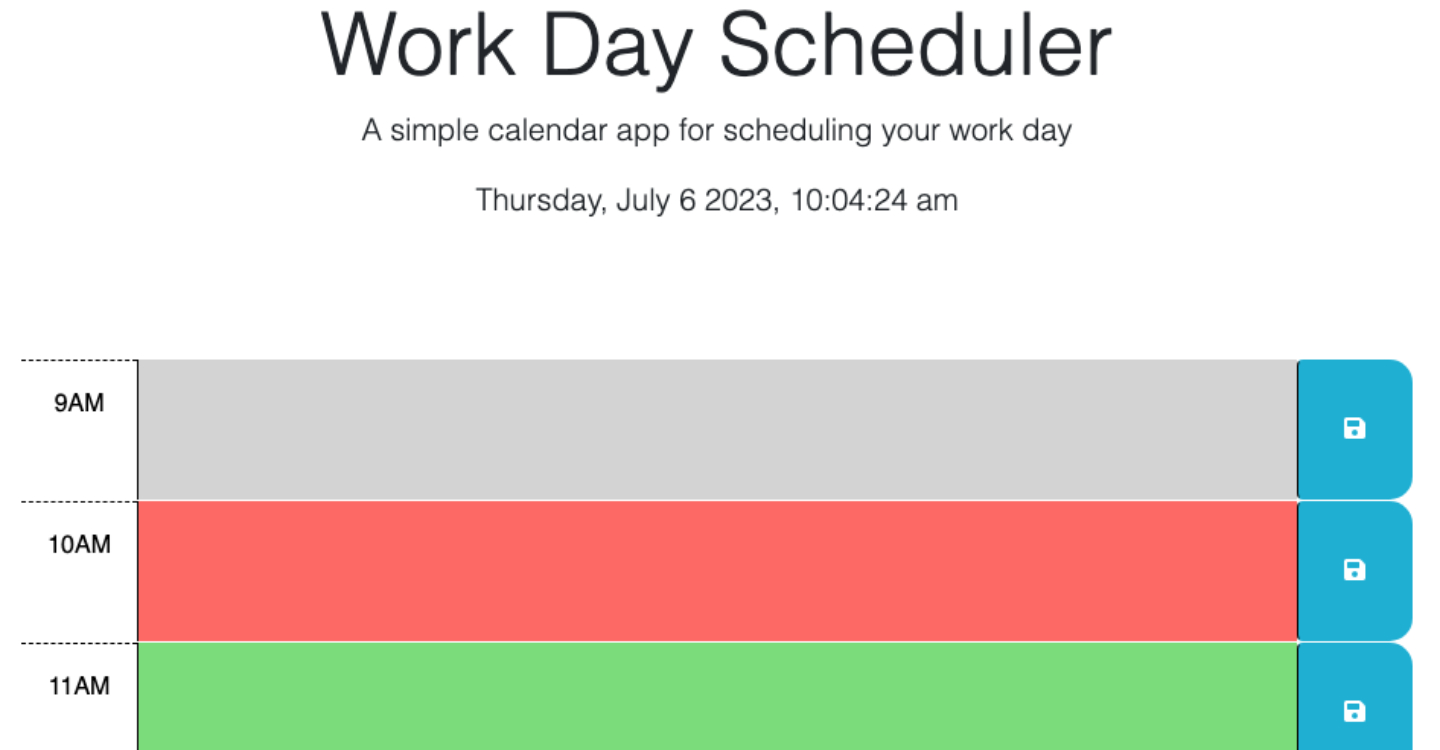 Work Day Scheduler
A simple calendar app for scheduling your work day
Thursday, July 6 2023, 10:04:24 am
9AM
10AM
11AM